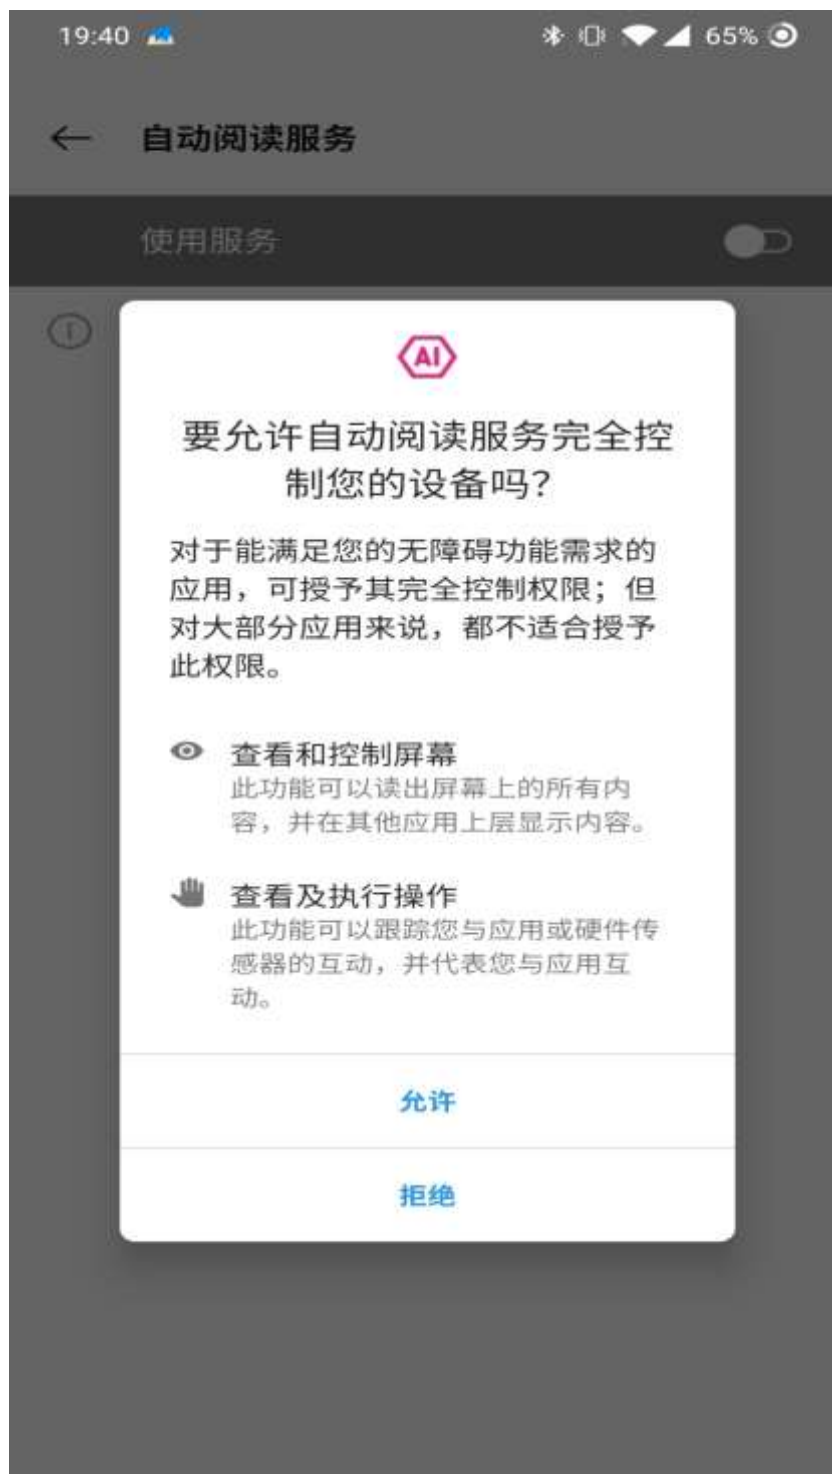 19:40 65%
自动阅读服务
使用服务
AI
要允许自动阅读服务完全控
制您的设备吗?
对于能满足您的无障碍功能需求的
应用，可授予其完全控制权限；但
对大部分应用来说，都不适合授予
此权限。
查看和控制屏幕
此功能可以读出屏幕上的所有内
容，并在其他应用上层显示内容。
查看及执行操作
此功能可以跟踪您与应用或硬件传
感器的互动，并代表您与应用互
动。
允许
拒绝